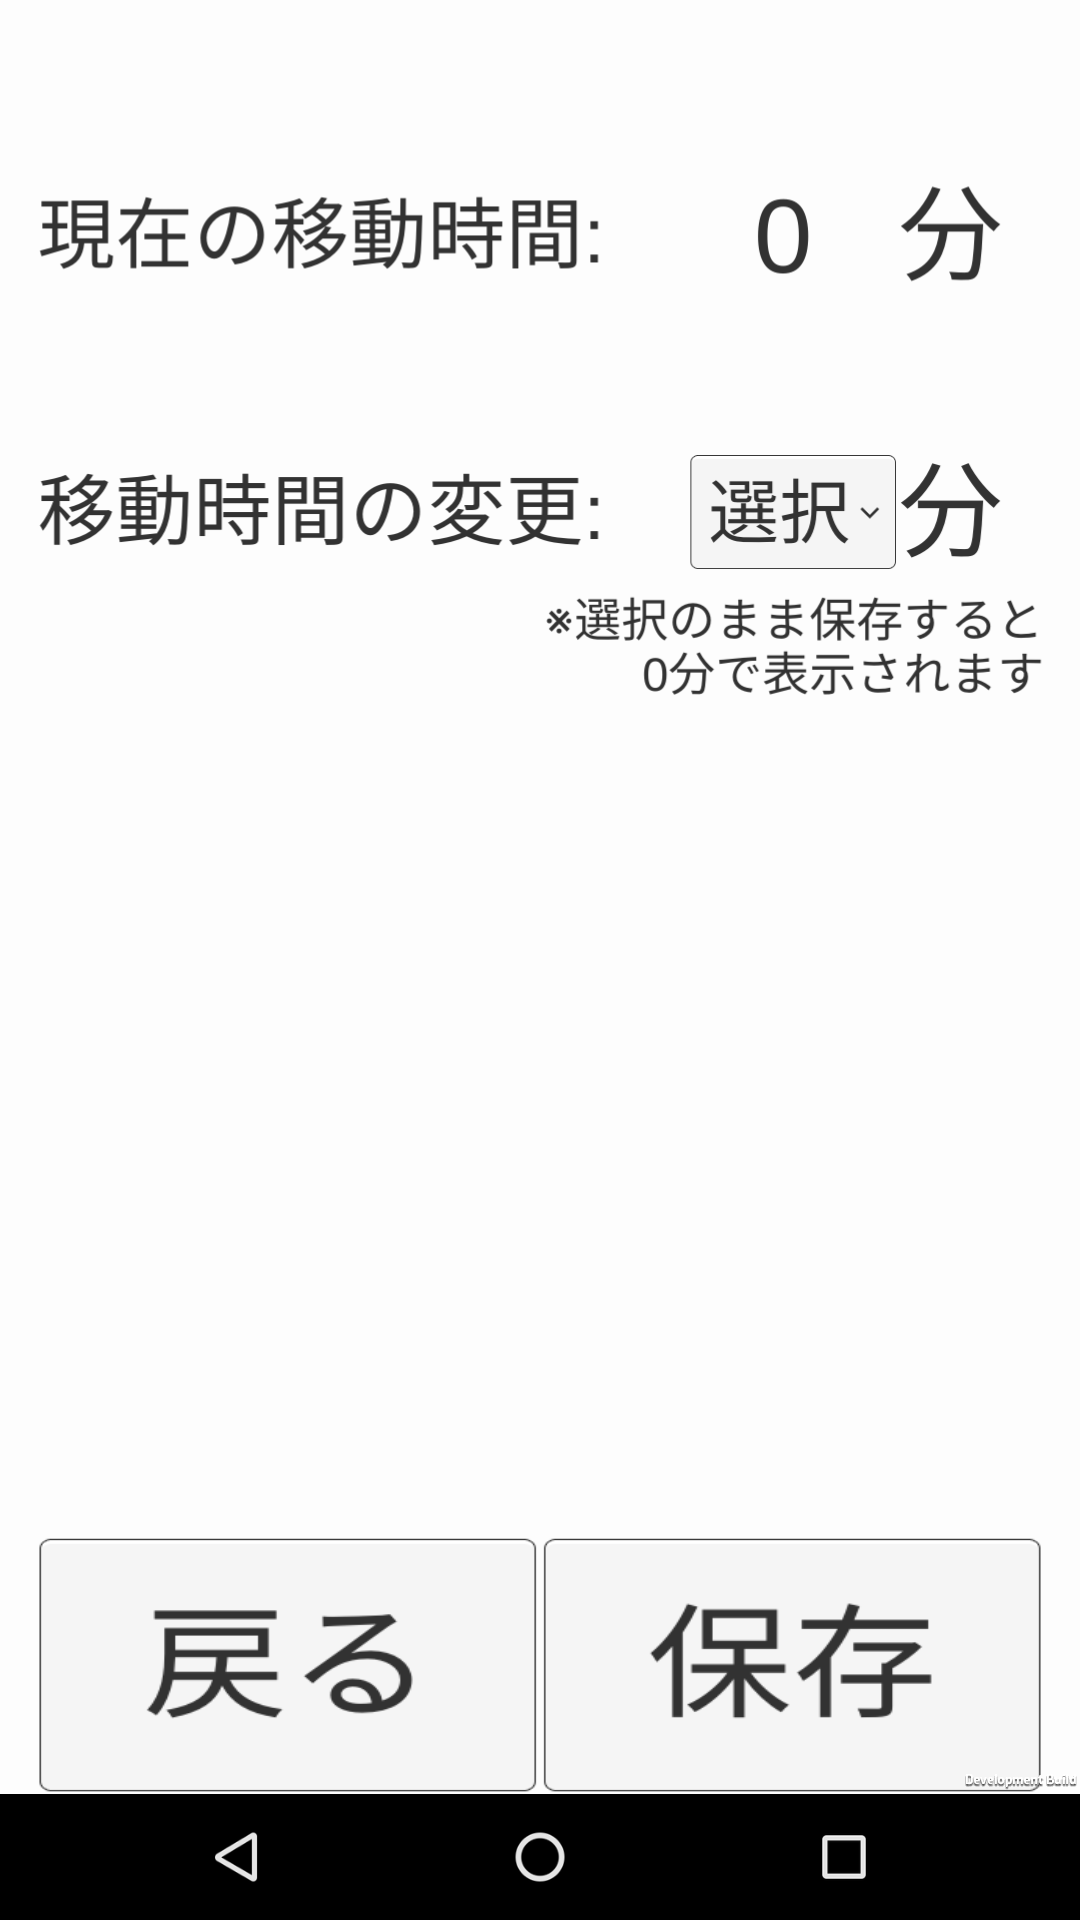 現在の移動時間: 0 分
移動時間の変更: 選択 分
※選択のまま保存すると
0分で表示されます
戻る 保存
Development Build